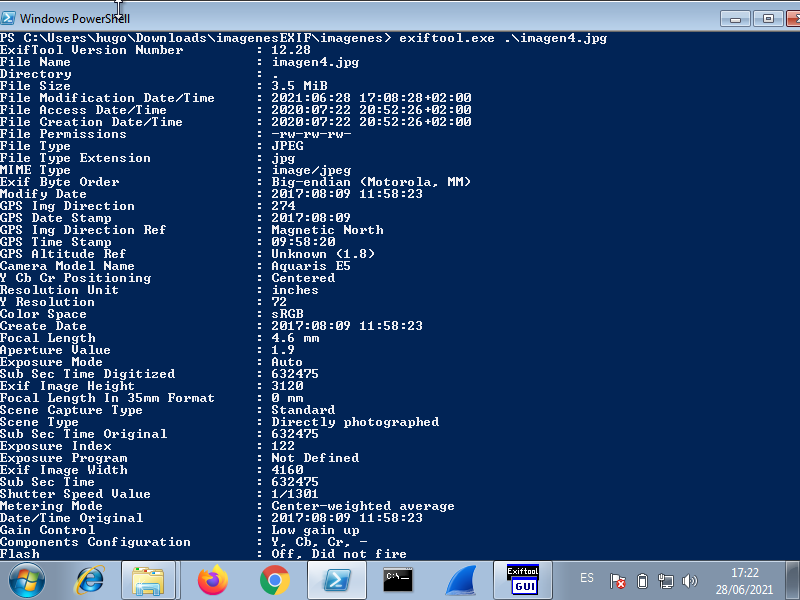 Windows PowerShell
PS C:\Users\hugo\Downloads\imagenesEXIF\imagenes> exiftool.exe .\imagen4.jpg
ExifTool Version Number : 12.28
File Name : imagen4.jpg
Directory : .
File Size : 3.5 MiB
File Modification Date/Time : 2021:06:28 17:08:28+02:00
File Access Date/Time : 2020:07:22 20:52:26+02:00
File Creation Date/Time : 2020:07:22 20:52:26+02:00
File Permissions : -rw-rw-rw-
File Type : JPEG
File Type Extension : jpg
MIME Type : image/jpeg
Exif Byte Order : Big-endian (Motorola, MM)
Modify Date : 2017:08:09 11:58:23
GPS Img Direction : 274
GPS Date Stamp : 2017:08:09
GPS Img Direction Ref : Magnetic North
GPS Time Stamp : 09:58:20
GPS Altitude Ref : Unknown (1.8)
Camera Model Name : Aquaris E5
Y Cb Cr Positioning : Centered
Resolution Unit : inches
Y Resolution : 72
Color Space : sRGB
Create Date : 2017:08:09 11:58:23
Focal Length : 4.6 mm
Aperture Value : 1.9
Exposure Mode : Auto
Sub Sec Time Digitized : 632475
Exif Image Height : 3120
Focal Length In 35mm Format : 0 mm
Scene Capture Type : Standard
Scene Type : Directly photographed
Sub Sec Time Original : 632475
Exposure Index : 122
Exposure Program : Not Defined
Exif Image Width : 4160
Sub Sec Time : 632475
Shutter Speed Value : 1/1301
Metering Mode : Center-weighted average
Date/Time Original : 2017:08:09 11:58:23
Gain Control : Low gain up
Components Configuration : Y, Cb, Cr, -
Flash : Off, Did not fire
C:\_
Exiftool
GUI
ES
17:22
28/06/2021